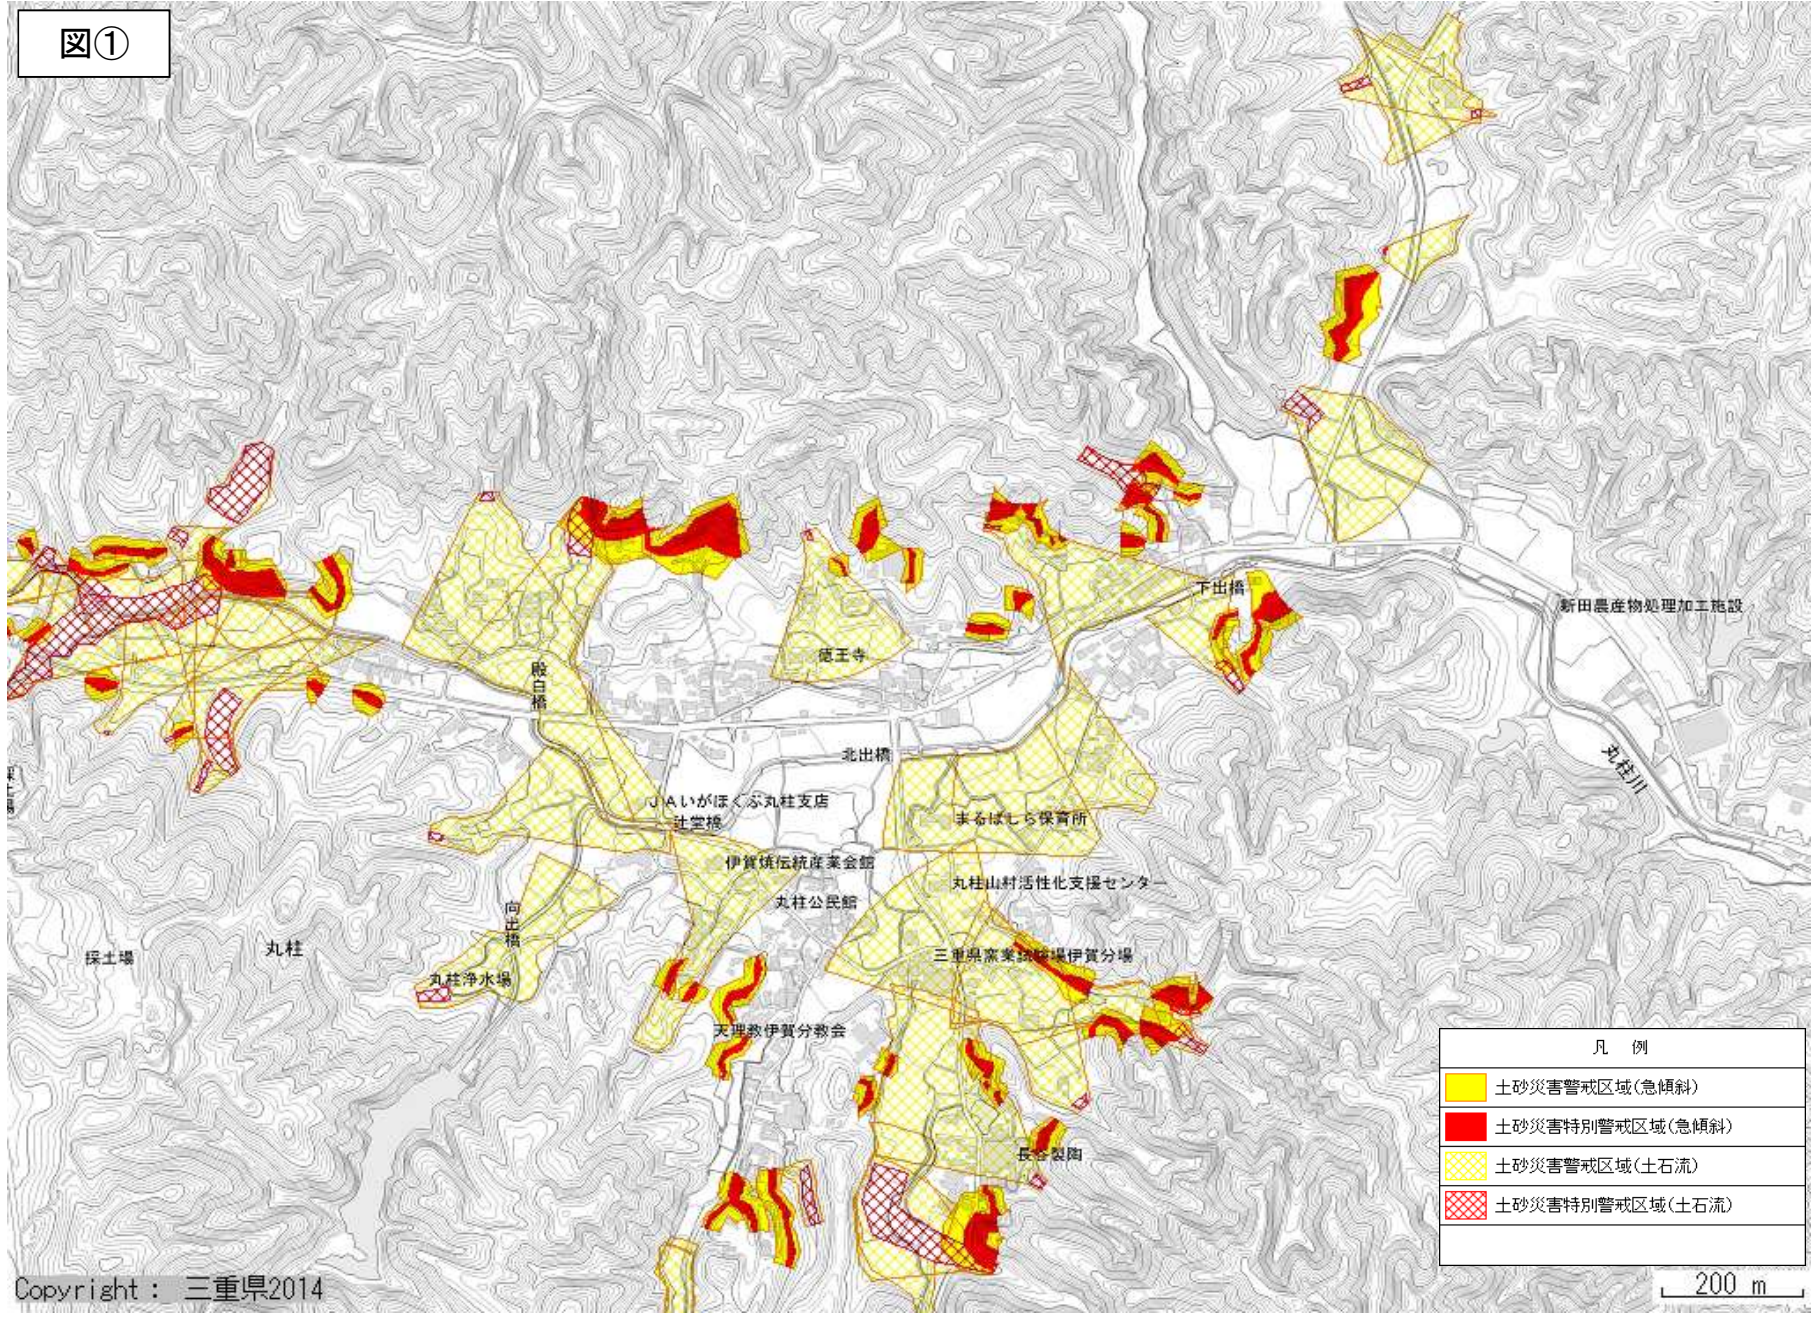 図①
下出橋
新田農産物処理加工施設
徳王寺
殿白橋
北出橋
丸柱川
JAいがほくぶ丸柱支店
辻堂橋
まるばしら保育所
伊賀焼伝統産業会館
丸柱山村活性化支援センター
丸柱公民館
向出橋
採土場
丸柱
三重県窯業試験場伊賀分場
丸柱浄水場
天理教伊賀分教会
長谷製陶
凡 例
土砂災害警戒区域(急傾斜)
土砂災害特別警戒区域(急傾斜)
土砂災害警戒区域(土石流)
土砂災害特別警戒区域(土石流)
Copyright : 三重県2014
200 m